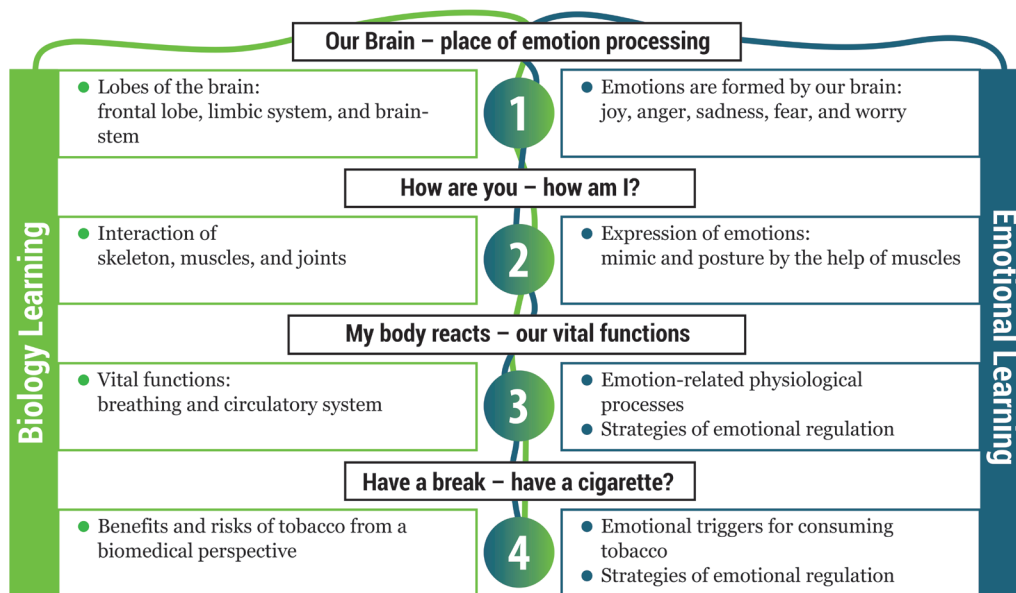 Our Brain – place of emotion processing
Biology Learning
Emotional Learning
• Lobes of the brain:
frontal lobe, limbic system, and brain-
stem
1
• Emotions are formed by our brain:
joy, anger, sadness, fear, and worry
How are you – how am I?
• Interaction of
skeleton, muscles, and joints
2
• Expression of emotions:
mimic and posture by the help of muscles
My body reacts – our vital functions
• Vital functions:
breathing and circulatory system
3
• Emotion-related physiological
processes
• Strategies of emotional regulation
Have a break – have a cigarette?
• Benefits and risks of tobacco from a
biomedical perspective
4
• Emotional triggers for consuming
tobacco
• Strategies of emotional regulation